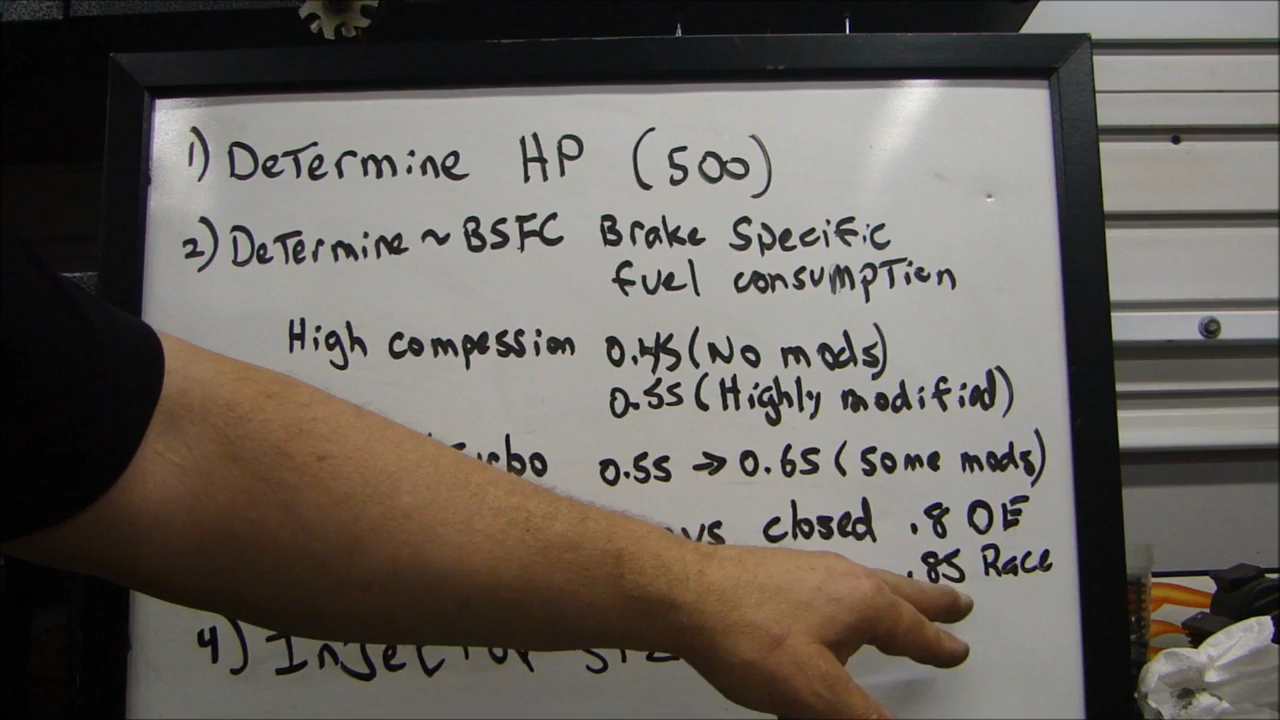 1) Determine HP (500)
2) Determine ~ BSFC Brake Specific
fuel consumption
High compession 0.45 (No mods)
0.55 (Highly modified)
0.55 → 0.65 (some mods)
closed .8 OE
.85 Race
4) Injector